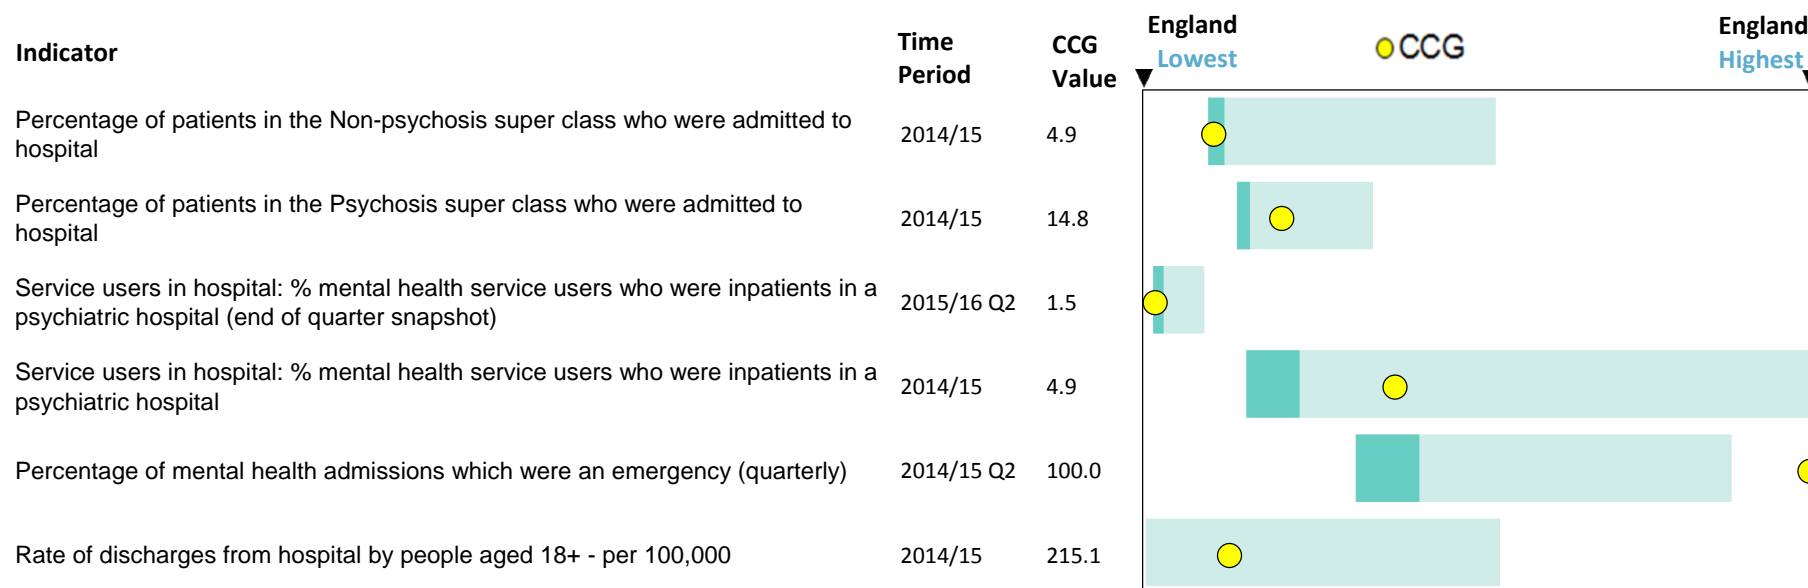 Indicator
Time
Period
CCG
Value
England
Lowest
CCG
England
Highest
Percentage of patients in the Non-psychosis super class who were admitted to
hospital
2014/15
4.9
Percentage of patients in the Psychosis super class who were admitted to
hospital
2014/15
14.8
Service users in hospital: % mental health service users who were inpatients in a
psychiatric hospital (end of quarter snapshot)
2015/16 Q2
1.5
Service users in hospital: % mental health service users who were inpatients in a
psychiatric hospital
2014/15
4.9
Percentage of mental health admissions which were an emergency (quarterly)
2014/15 Q2
100.0
Rate of discharges from hospital by people aged 18+ - per 100,000
2014/15
215.1